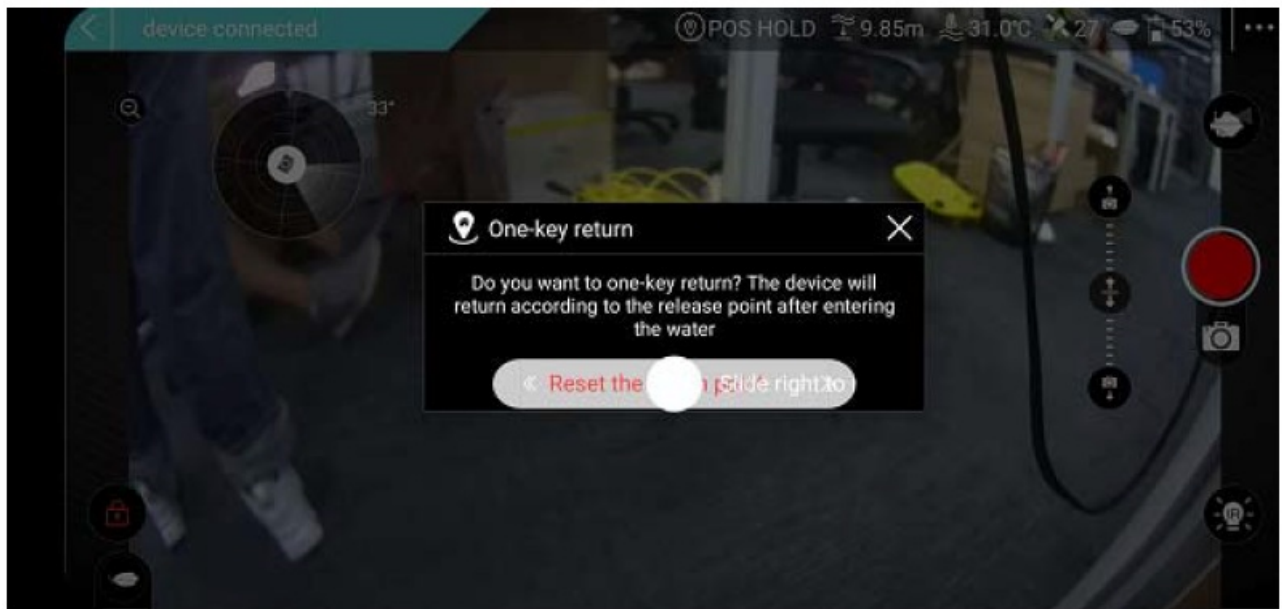 device connected
POS HOLD 9.85m 31.0°C 27 53%
33°
One-key return
Do you want to one-key return? The device will
return according to the release point after entering
the water
Reset the
Slide right to
IR